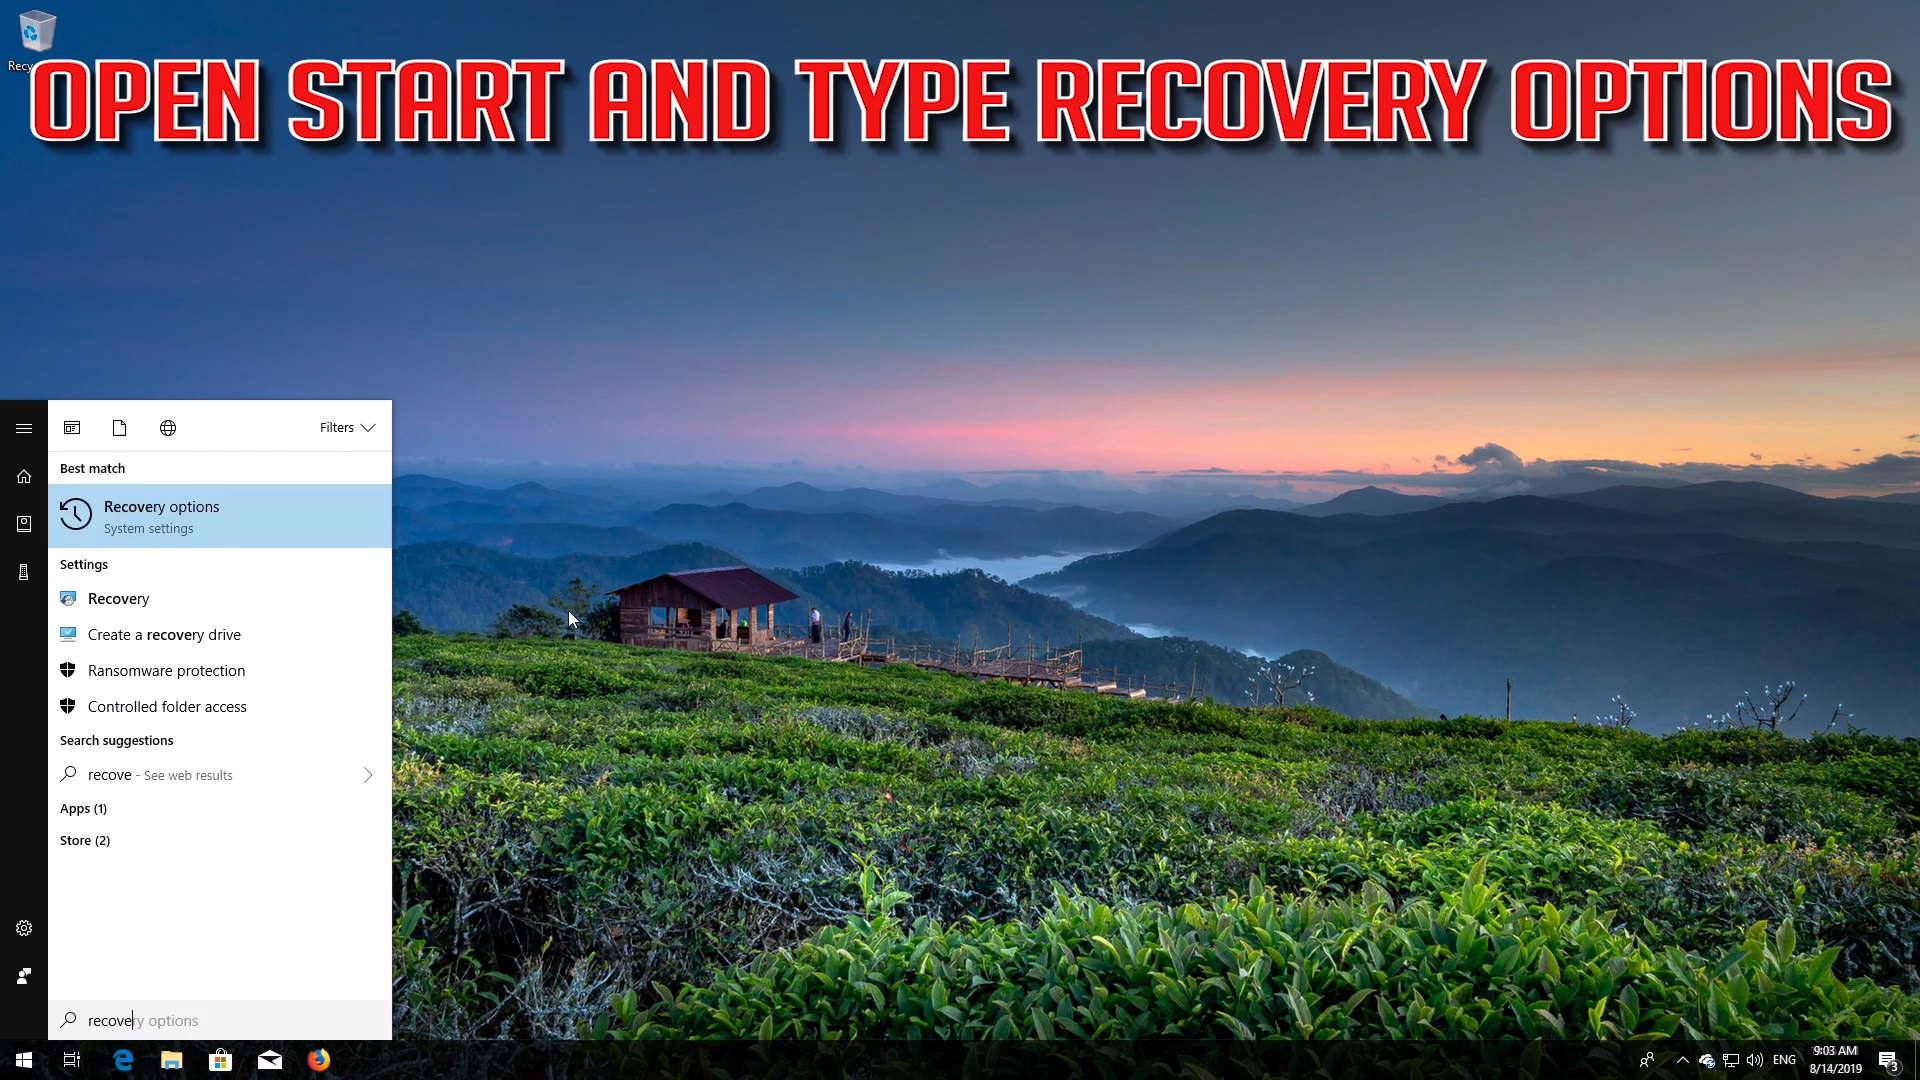 OPEN START AND TYPE RECOVERY OPTIONS
Filters
Best match
Recovery options
System settings
Settings
Recovery
Create a recovery drive
Ransomware protection
Controlled folder access
Search suggestions
recove - See web results
Apps (1)
Store (2)
recovery options
ENG
9:03 AM
8/14/2019
3